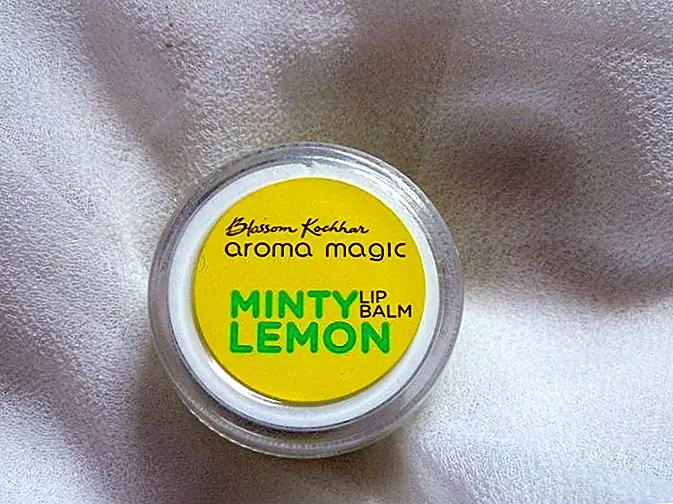 Blossom Kochhar
aroma magic
MINTY LIP BALM
LEMON